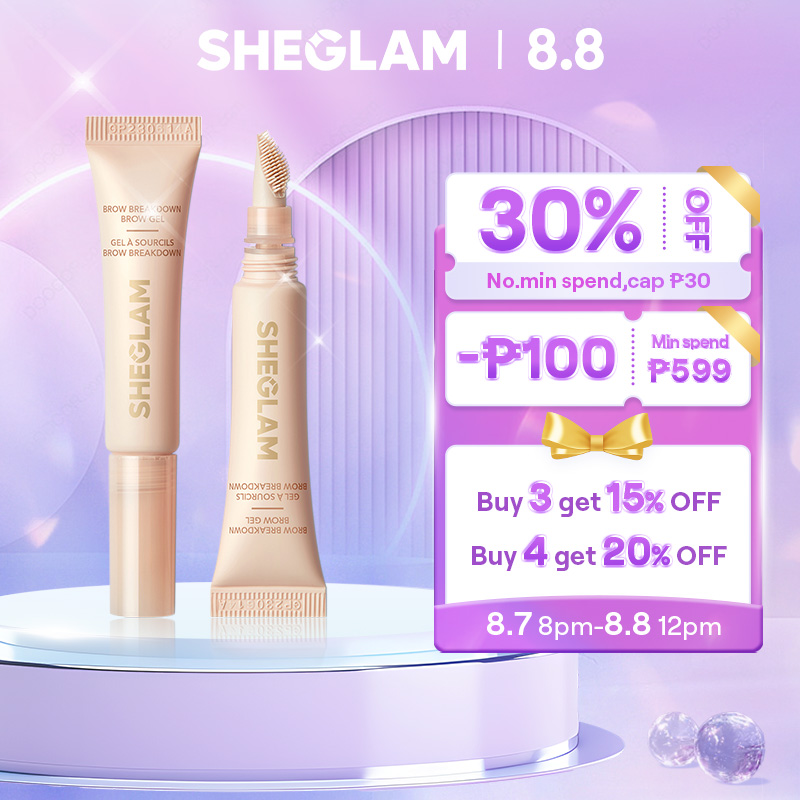 SHEGLAM | 8.8
GP230614A
BROW BREAKDOWN
BROW GEL
GEL À SOURCILS
BROW BREAKDOWN
SHEGLAM
SHEGLAM
BROW BREAKDOWN
BROW GEL
GEL À SOURCILS
BROW BREAKDOWN
GP230614A
30% OFF
No.min spend,cap ₱30
-₱100
Min spend
₱599
Buy 3 get 15% OFF
Buy 4 get 20% OFF
8.7 8pm-8.8 12pm